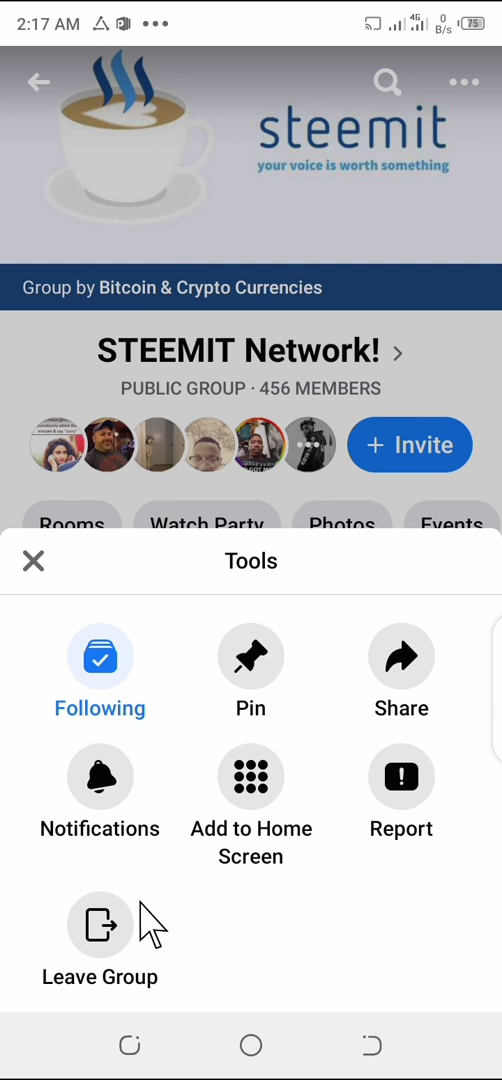 2:17 AM
4G
0
B/s
75
steemit
your voice is worth something
Group by Bitcoin & Crypto Currencies
STEEMIT Network! >
PUBLIC GROUP · 456 MEMBERS
+ Invite
Rooms Watch Party Photos Events
Tools
Following Pin Share
Notifications Add to Home Screen Report
Leave Group